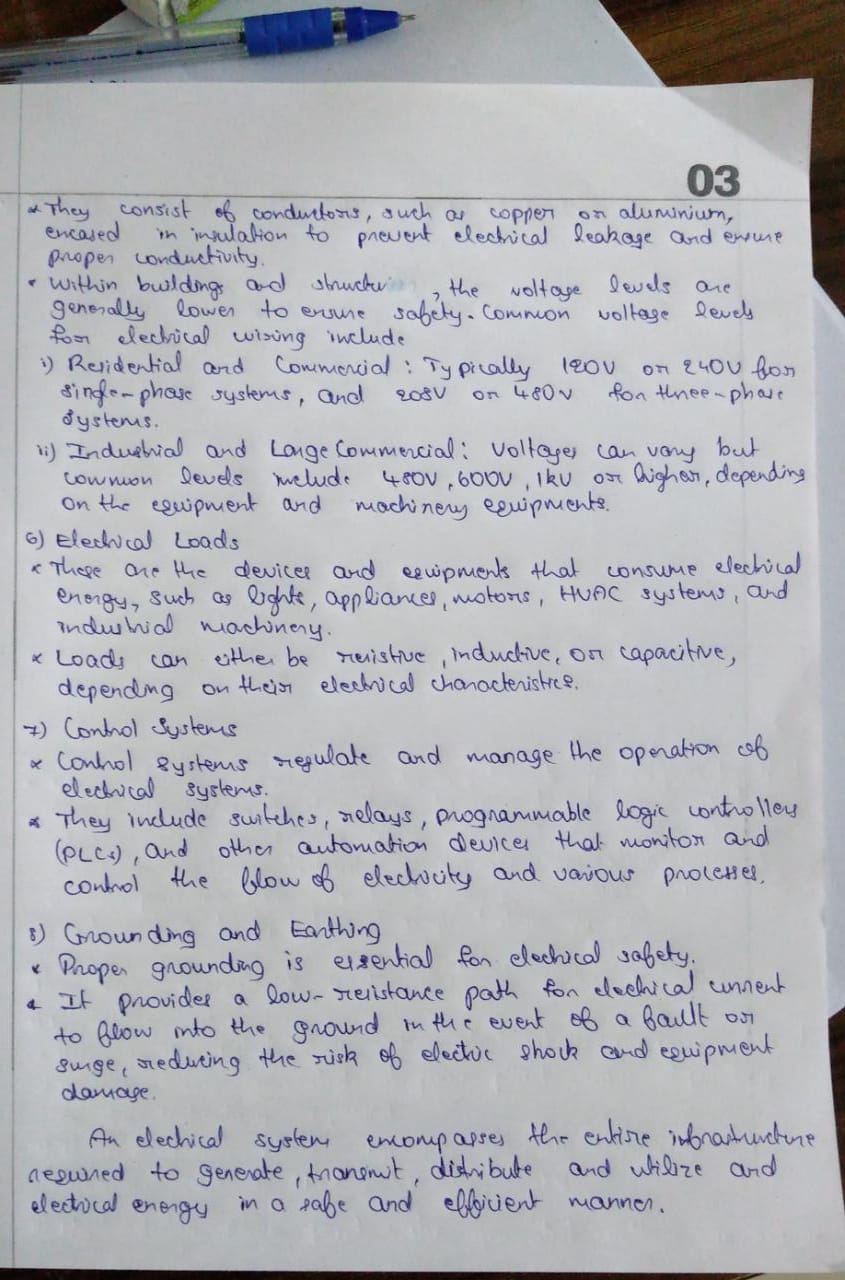 03
* They consist of conductors, such as copper or aluminium,
encased in insulation to prevent electrical leakage and ensure
proper conductivity.
* Within buildings and structures, the voltage levels are
generally lower to ensure safety. Common voltage levels
for electrical wiring include
i) Residential and Commercial : Typically 120V or 240V for
single-phase systems, and 208V or 480V for three-phase
systems.
ii) Industrial and Large Commercial : Voltages can vary but
common levels include 480V, 600V, 1kV or higher, depending
on the equipment and machinery equipments.
6) Electrical Loads
* These are the devices and equipments that consume electrical
energy, such as lights, appliances, motors, HVAC systems, and
industrial machinery.
* Loads can either be resistive, inductive, or capacitive,
depending on their electrical characteristics.
7) Control Systems
* Control systems regulate and manage the operation of
electrical systems.
* They include switches, relays, programmable logic controllers
(PLCs), and other automation devices that monitor and
control the flow of electricity and various processes.
8) Grounding and Earthing
* Proper grounding is essential for electrical safety.
* It provides a low-resistance path for electrical current
to flow into the ground in the event of a fault or
surge, reducing the risk of electric shock and equipment
damage.
An electrical system encompasses the entire infrastructure
required to generate, transmit, distribute and utilize and
electrical energy in a safe and efficient manner.